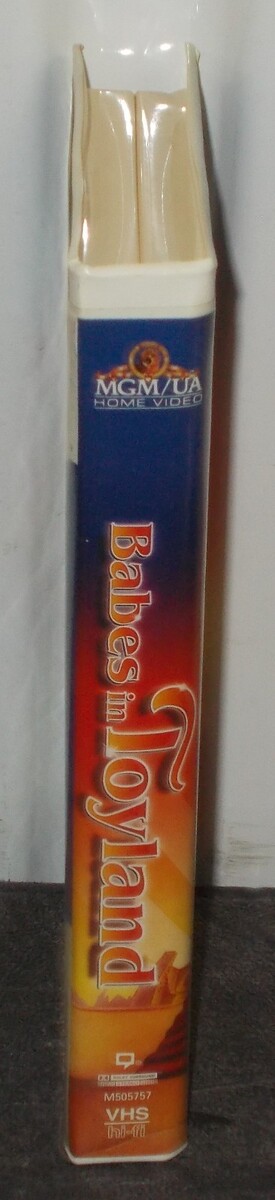 MGM/UA
HOME VIDEO
Babes in Toyland
M505757
VHS
hi-fi